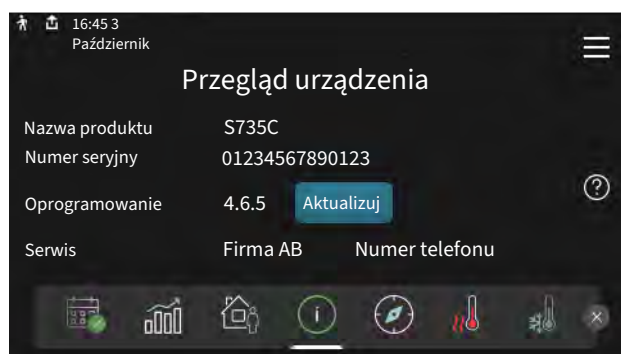 16:45 3
Październik
Przegląd urządzenia
Nazwa produktu S735C
Numer seryjny 01234567890123
Oprogramowanie 4.6.5 Aktualizuj
Serwis Firma AB Numer telefonu